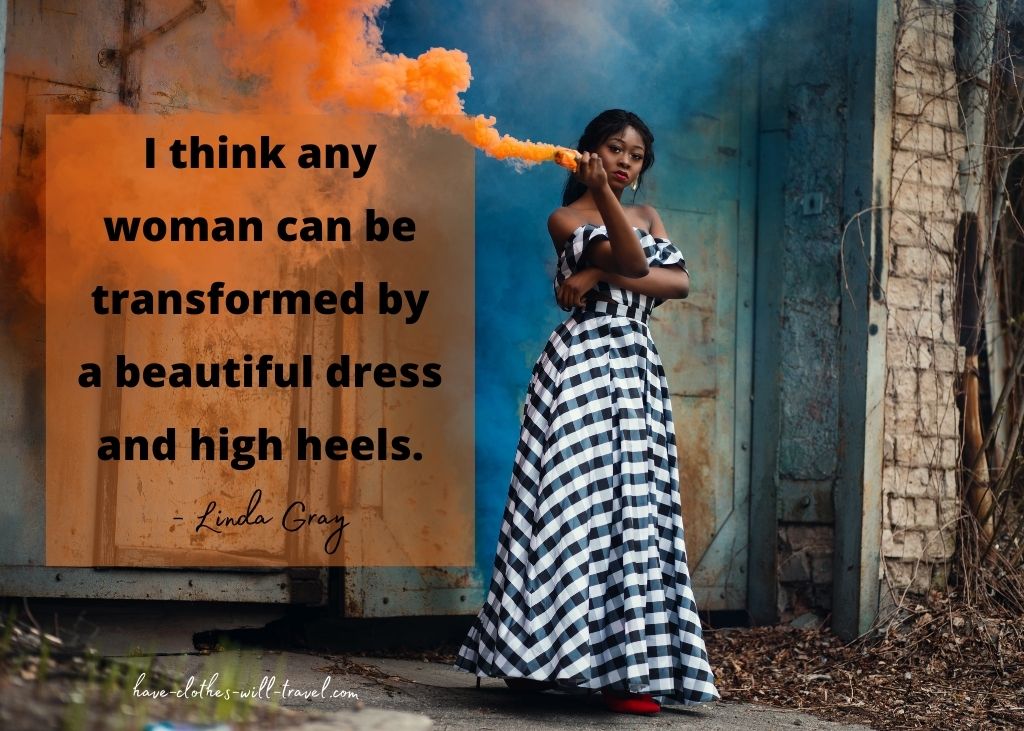 I think any
woman can be
transformed by
a beautiful dress
and high heels.
- Linda Gray
have-clothes-will-travel.com